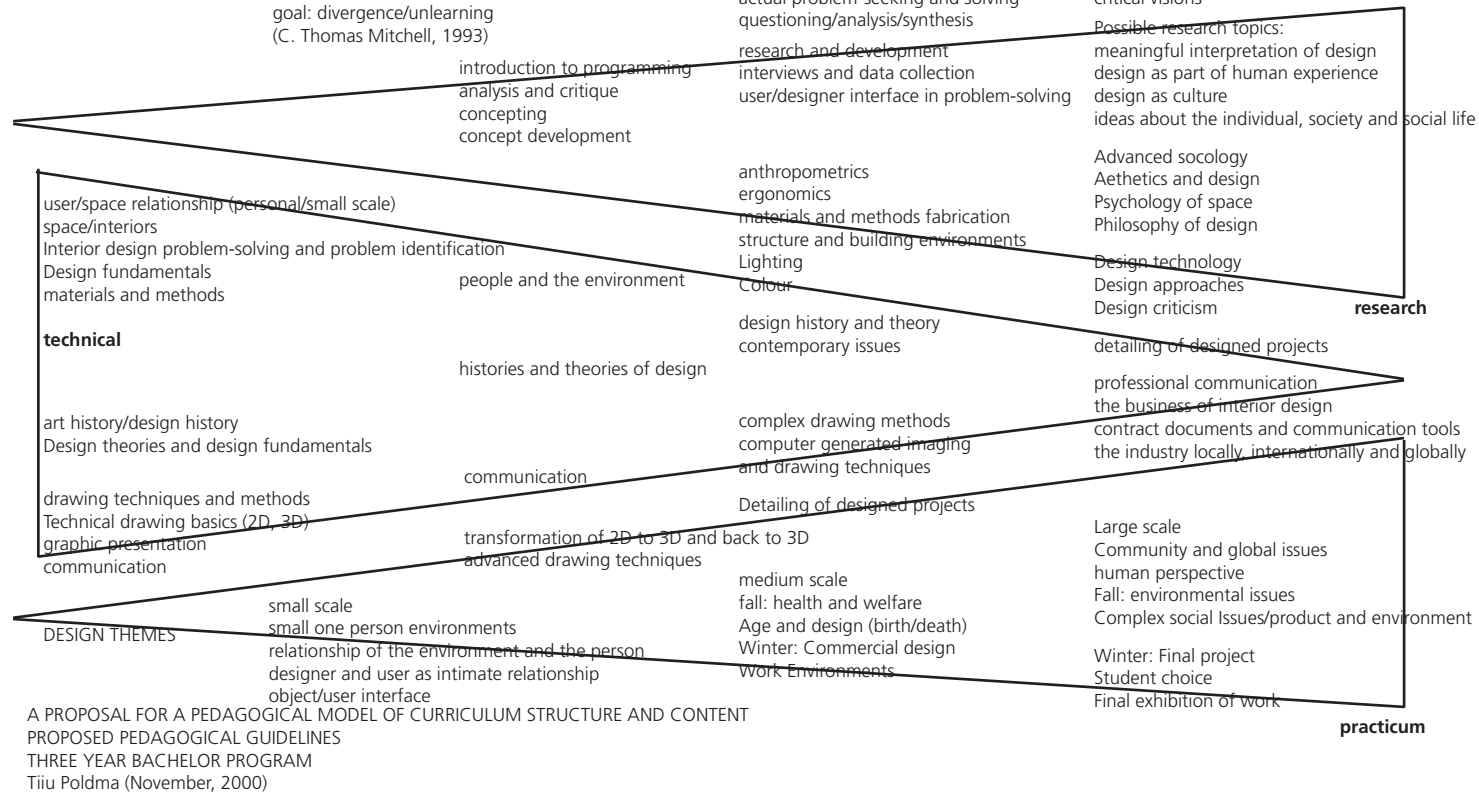 goal: divergence/unlearning
(C. Thomas Mitchell, 1993)
introduction to programming
analysis and critique
concepting
concept development
actual problem-seeking and solving
questioning/analysis/synthesis
research and development
interviews and data collection
user/designer interface in problem-solving
critical visions
Possible research topics:
meaningful interpretation of design
design as part of human experience
design as culture
ideas about the individual, society and social life
Advanced socology
Aethetics and design
Psychology of space
Philosophy of design
Design technology
Design approaches
Design criticism
research
user/space relationship (personal/small scale)
space/interiors
Interior design problem-solving and problem identification
Design fundamentals
materials and methods
technical
art history/design history
Design theories and design fundamentals
drawing techniques and methods
Technical drawing basics (2D, 3D)
graphic presentation
communication
people and the environment
histories and theories of design
communication
transformation of 2D to 3D and back to 3D
advanced drawing techniques
anthropometrics
ergonomics
materials and methods fabrication
structure and building environments
Lighting
Colour
design history and theory
contemporary issues
complex drawing methods
computer generated imaging
and drawing techniques
Detailing of designed projects
detailing of designed projects
professional communication
the business of interior design
contract documents and communication tools
the industry locally, internationally and globally
DESIGN THEMES
small scale
small one person environments
relationship of the environment and the person
designer and user as intimate relationship
object/user interface
medium scale
fall: health and welfare
Age and design (birth/death)
Winter: Commercial design
Work Environments
Large scale
Community and global issues
human perspective
Fall: environmental issues
Complex social Issues/product and environment
Winter: Final project
Student choice
Final exhibition of work
practicum
A PROPOSAL FOR A PEDAGOGICAL MODEL OF CURRICULUM STRUCTURE AND CONTENT
PROPOSED PEDAGOGICAL GUIDELINES
THREE YEAR BACHELOR PROGRAM
Tiiu Poldma (November, 2000)